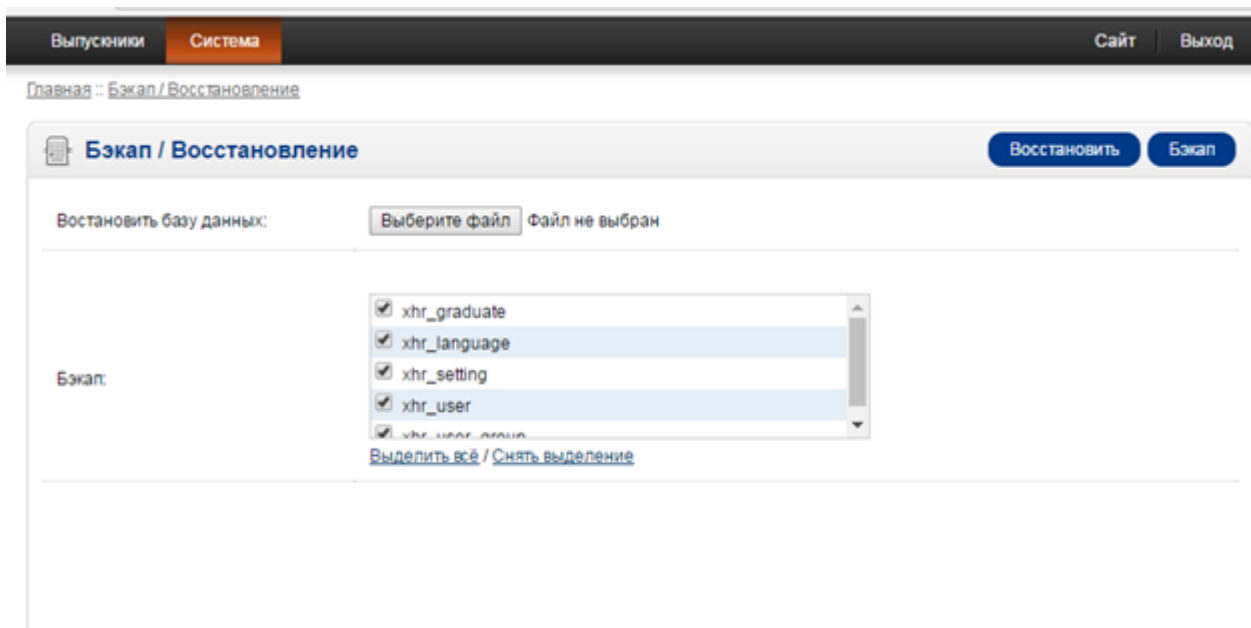 Выпускники Система Сайт Выход
Главная :: Бэкап / Восстановление
Бэкап / Восстановление Восстановить Бэкап
Востановить базу данных: Выберите файл Файл не выбран
xhr_graduate
xhr_language
xhr_setting
Бэкап:
xhr_user
xhr_user_group
Выделить всё / Снять выделение